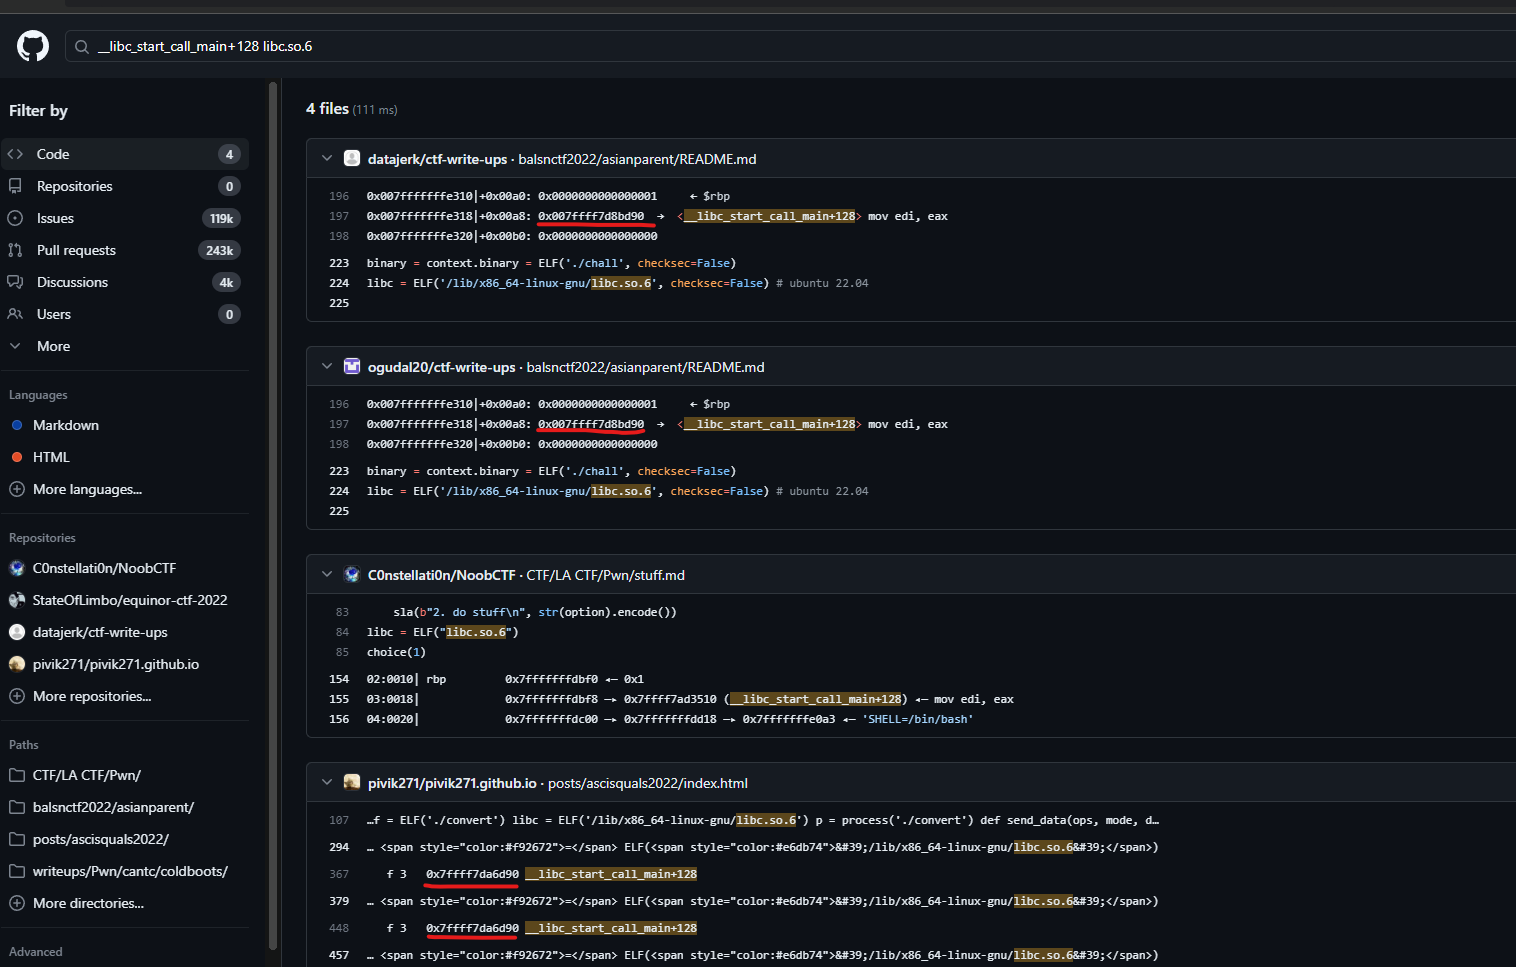 __libc_start_call_main+128 libc.so.6
Filter by
Code 4
Repositories 0
Issues 119k
Pull requests 243k
Discussions 4k
Users 0
More
Languages
Markdown
HTML
More languages...
Repositories
C0nstellati0n/NoobCTF
StateOfLimbo/equinor-ctf-2022
datajerk/ctf-write-ups
pivik271/pivik271.github.io
More repositories...
Paths
CTF/LA CTF/Pwn/
balsnctf2022/asianparent/
posts/ascisquals2022/
writeups/Pwn/cantc/coldboots/
More directories...
Advanced
4 files (111 ms)
datajerk/ctf-write-ups · balsnctf2022/asianparent/README.md
196 0x007fffffffe310|+0x00a0: 0x0000000000000001 ← $rbp
197 0x007fffffffe318|+0x00a8: 0x007ffff7d8bd90 → <__libc_start_call_main+128> mov edi, eax
198 0x007fffffffe320|+0x00b0: 0x0000000000000000
223 binary = context.binary = ELF('./chall', checksec=False)
224 libc = ELF('/lib/x86_64-linux-gnu/libc.so.6', checksec=False) # ubuntu 22.04
225
ogudal20/ctf-write-ups · balsnctf2022/asianparent/README.md
196 0x007fffffffe310|+0x00a0: 0x0000000000000001 ← $rbp
197 0x007fffffffe318|+0x00a8: 0x007ffff7d8bd90 → <__libc_start_call_main+128> mov edi, eax
198 0x007fffffffe320|+0x00b0: 0x0000000000000000
223 binary = context.binary = ELF('./chall', checksec=False)
224 libc = ELF('/lib/x86_64-linux-gnu/libc.so.6', checksec=False) # ubuntu 22.04
225
C0nstellati0n/NoobCTF · CTF/LA CTF/Pwn/stuff.md
83 sla(b"2. do stuff\n", str(option).encode())
84 libc = ELF("libc.so.6")
85 choice(1)
154 02:0010│ rbp 0x7fffffffdbf0 ◂— 0x1
155 03:0018│ 0x7fffffffdbf8 —▸ 0x7ffff7ad3510 (__libc_start_call_main+128) ◂— mov edi, eax
156 04:0020│ 0x7fffffffdc00 —▸ 0x7fffffffdd18 —▸ 0x7fffffffe0a3 ◂— 'SHELL=/bin/bash'
pivik271/pivik271.github.io · posts/ascisquals2022/index.html
107 …f = ELF('./convert') libc = ELF('/lib/x86_64-linux-gnu/libc.so.6') p = process('./convert') def send_data(ops, mode, d…
294 … <span style="color:#f92672">=</span> ELF(<span style="color:#e6db74">&#39;/lib/x86_64-linux-gnu/libc.so.6&#39;</span>)
367 f 3 0x7ffff7da6d90 __libc_start_call_main+128
379 … <span style="color:#f92672">=</span> ELF(<span style="color:#e6db74">&#39;/lib/x86_64-linux-gnu/libc.so.6&#39;</span>)
448 f 3 0x7ffff7da6d90 __libc_start_call_main+128
457 … <span style="color:#f92672">=</span> ELF(<span style="color:#e6db74">&#39;/lib/x86_64-linux-gnu/libc.so.6&#39;</span>)